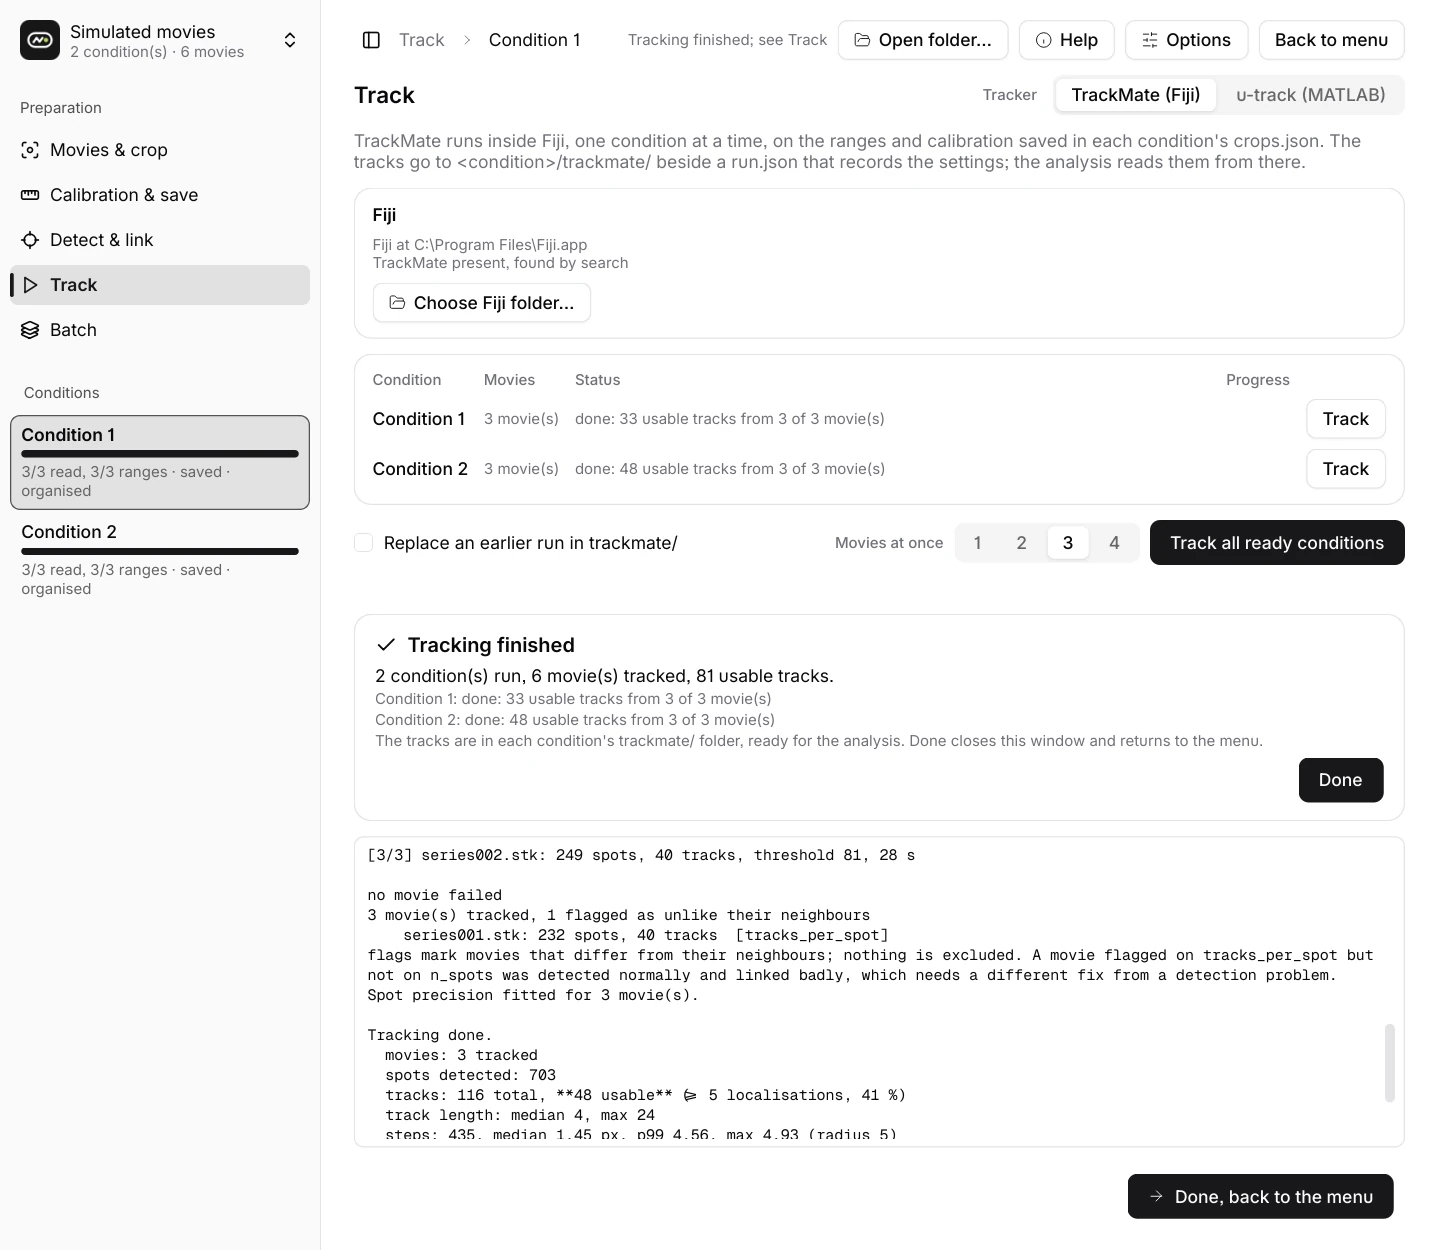 Simulated movies
2 condition(s) · 6 movies
Preparation
Movies & crop
Calibration & save
Detect & link
Track
Batch
Conditions
Condition 1
3/3 read, 3/3 ranges · saved ·
organised
Condition 2
3/3 read, 3/3 ranges · saved ·
organised
Track > Condition 1
Tracking finished; see Track
Open folder...
Help
Options
Back to menu
Track
Tracker
TrackMate (Fiji)
u-track (MATLAB)
TrackMate runs inside Fiji, one condition at a time, on the ranges and calibration saved in each condition's crops.json. The
tracks go to <condition>/trackmate/ beside a run.json that records the settings; the analysis reads them from there.
Fiji
Fiji at C:\Program Files\Fiji.app
TrackMate present, found by search
Choose Fiji folder...
Condition Movies Status Progress
Condition 1 3 movie(s) done: 33 usable tracks from 3 of 3 movie(s) Track
Condition 2 3 movie(s) done: 48 usable tracks from 3 of 3 movie(s) Track
Replace an earlier run in trackmate/
Movies at once 1 2 3 4
Track all ready conditions
Tracking finished
2 condition(s) run, 6 movie(s) tracked, 81 usable tracks.
Condition 1: done: 33 usable tracks from 3 of 3 movie(s)
Condition 2: done: 48 usable tracks from 3 of 3 movie(s)
The tracks are in each condition's trackmate/ folder, ready for the analysis. Done closes this window and returns to the menu.
Done
[3/3] series002.stk: 249 spots, 40 tracks, threshold 81, 28 s
no movie failed
3 movie(s) tracked, 1 flagged as unlike their neighbours
series001.stk: 232 spots, 40 tracks [tracks_per_spot]
flags mark movies that differ from their neighbours; nothing is excluded. A movie flagged on tracks_per_spot but
not on n_spots was detected normally and linked badly, which needs a different fix from a detection problem.
Spot precision fitted for 3 movie(s).
Tracking done.
movies: 3 tracked
spots detected: 703
tracks: 116 total, **48 usable** (>= 5 localisations, 41 %)
track length: median 4, max 24
steps: 435, median 1.45 px, p99 4.56, max 4.93 (radius 5)
Done, back to the menu